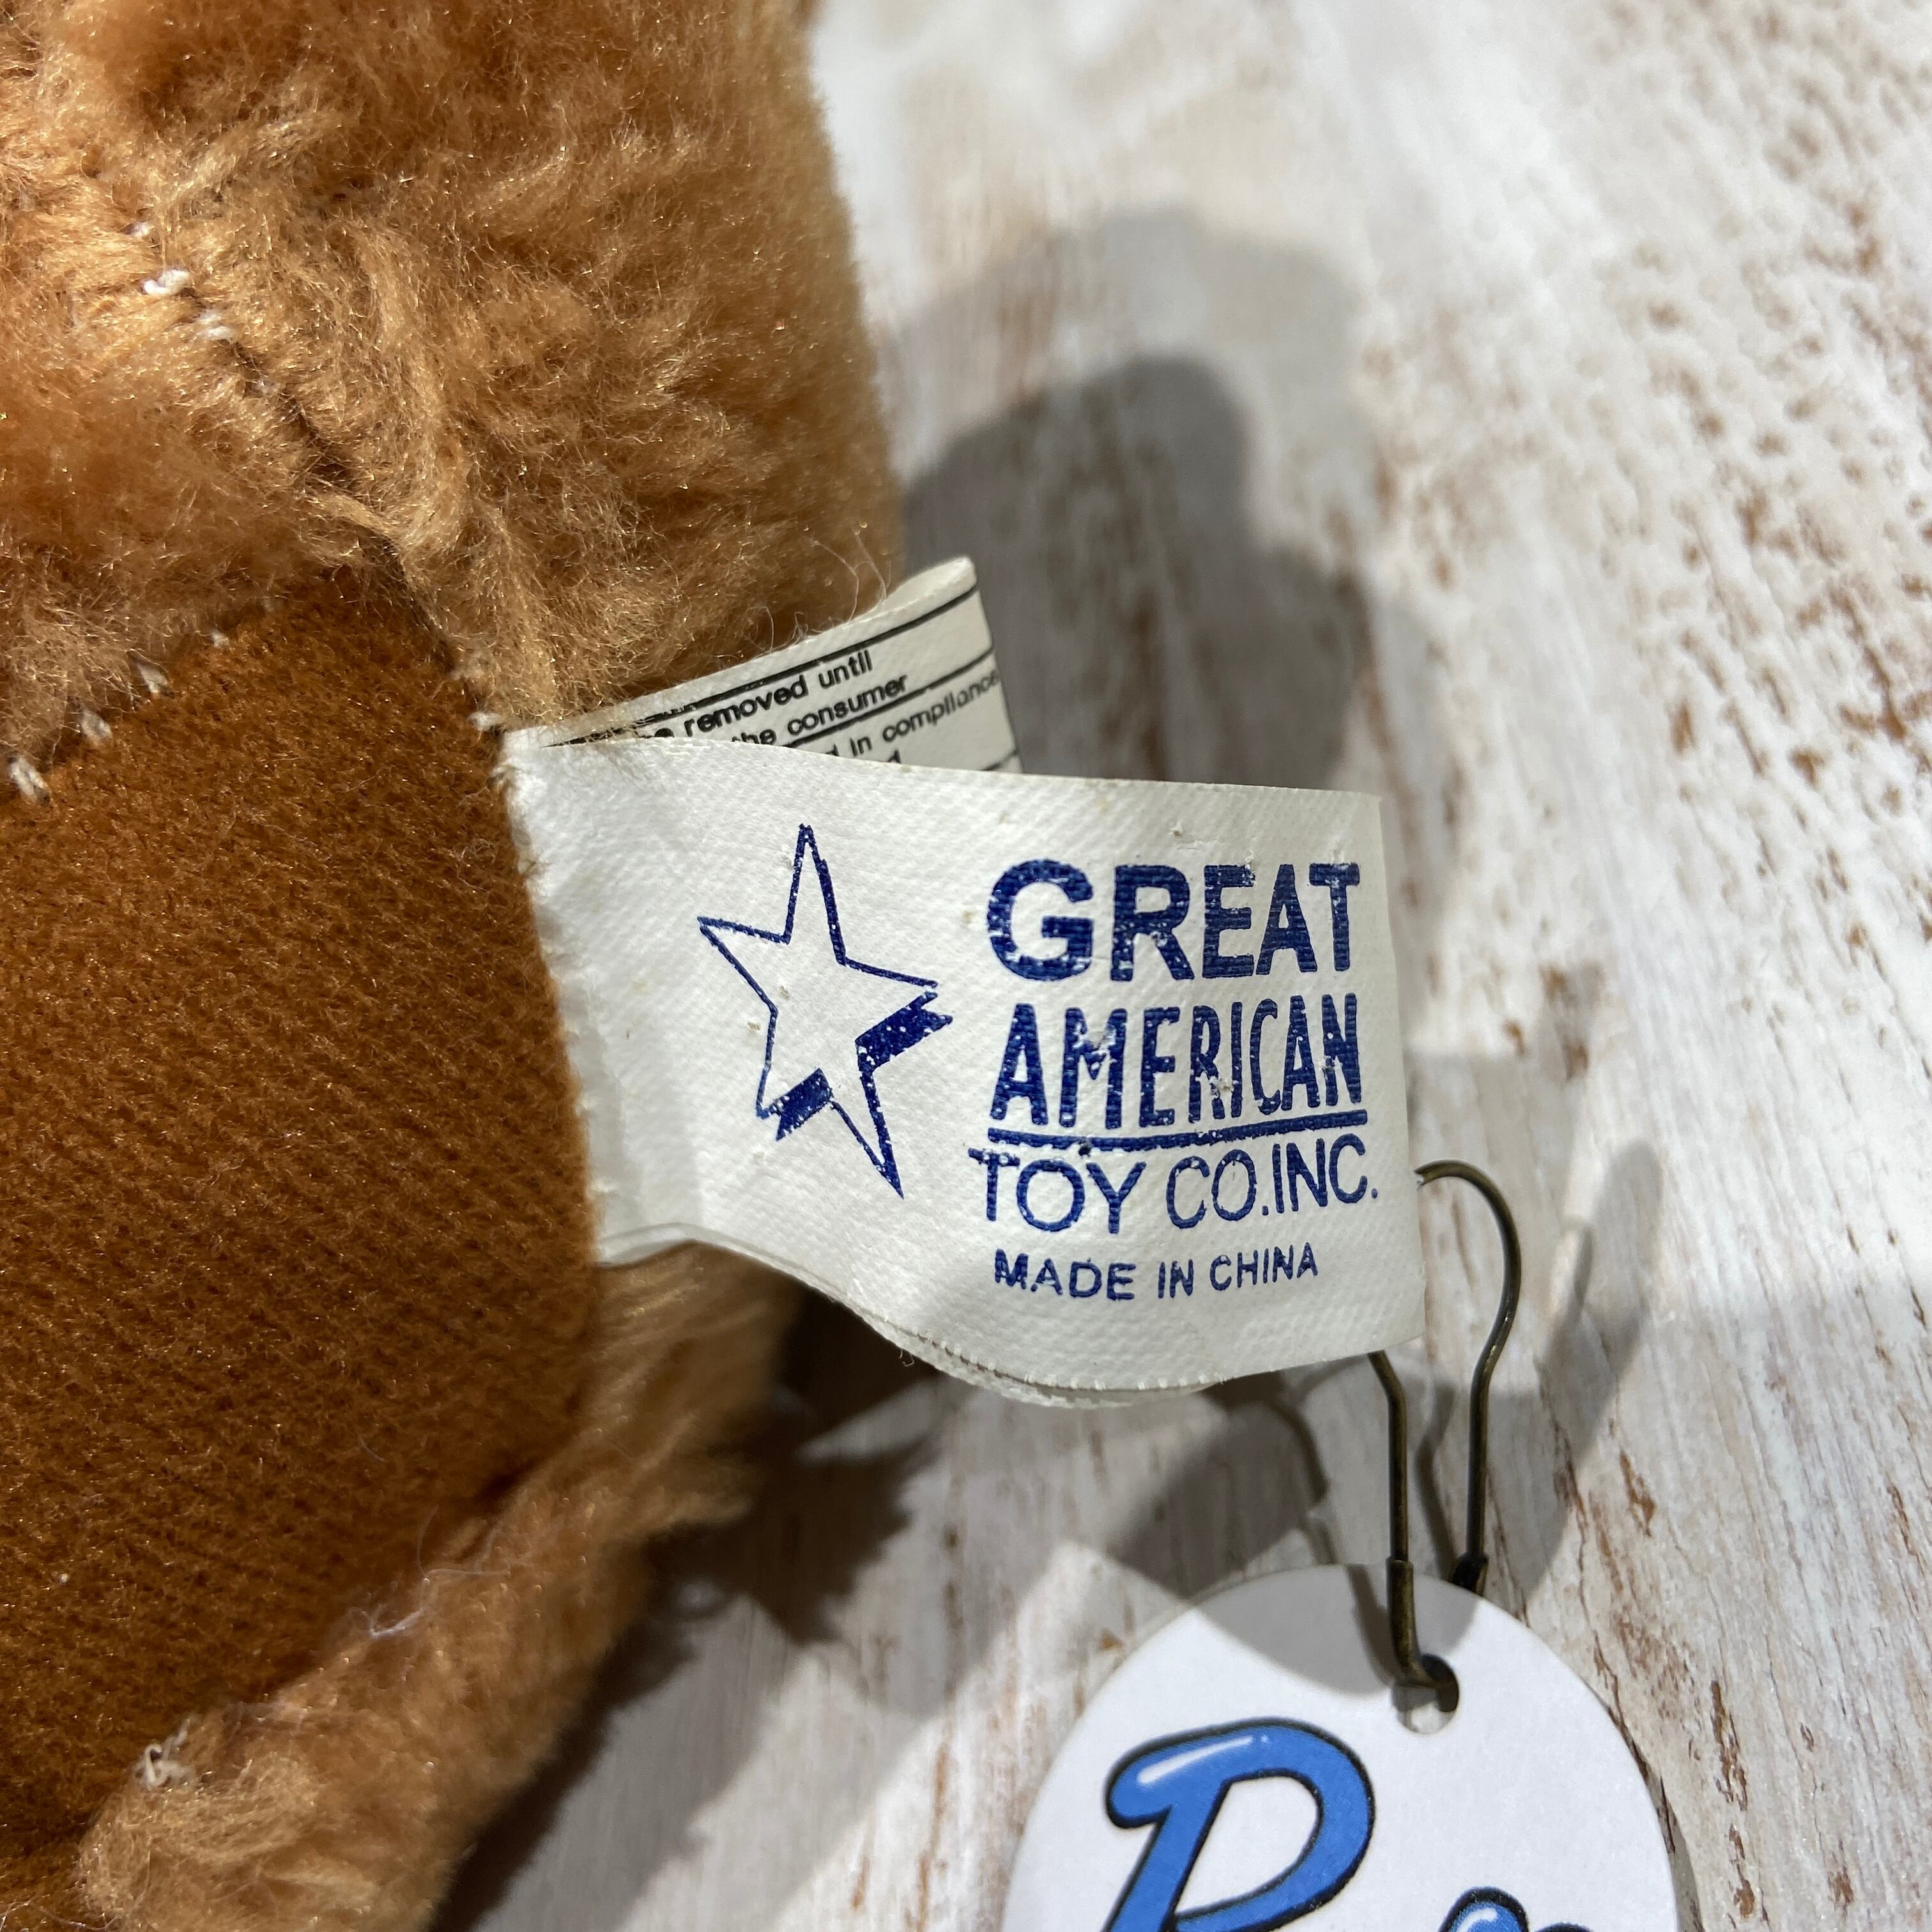 removed until
the consumer
in compliance
GREAT
AMERICAN
TOY CO.INC.
MADE IN CHINA